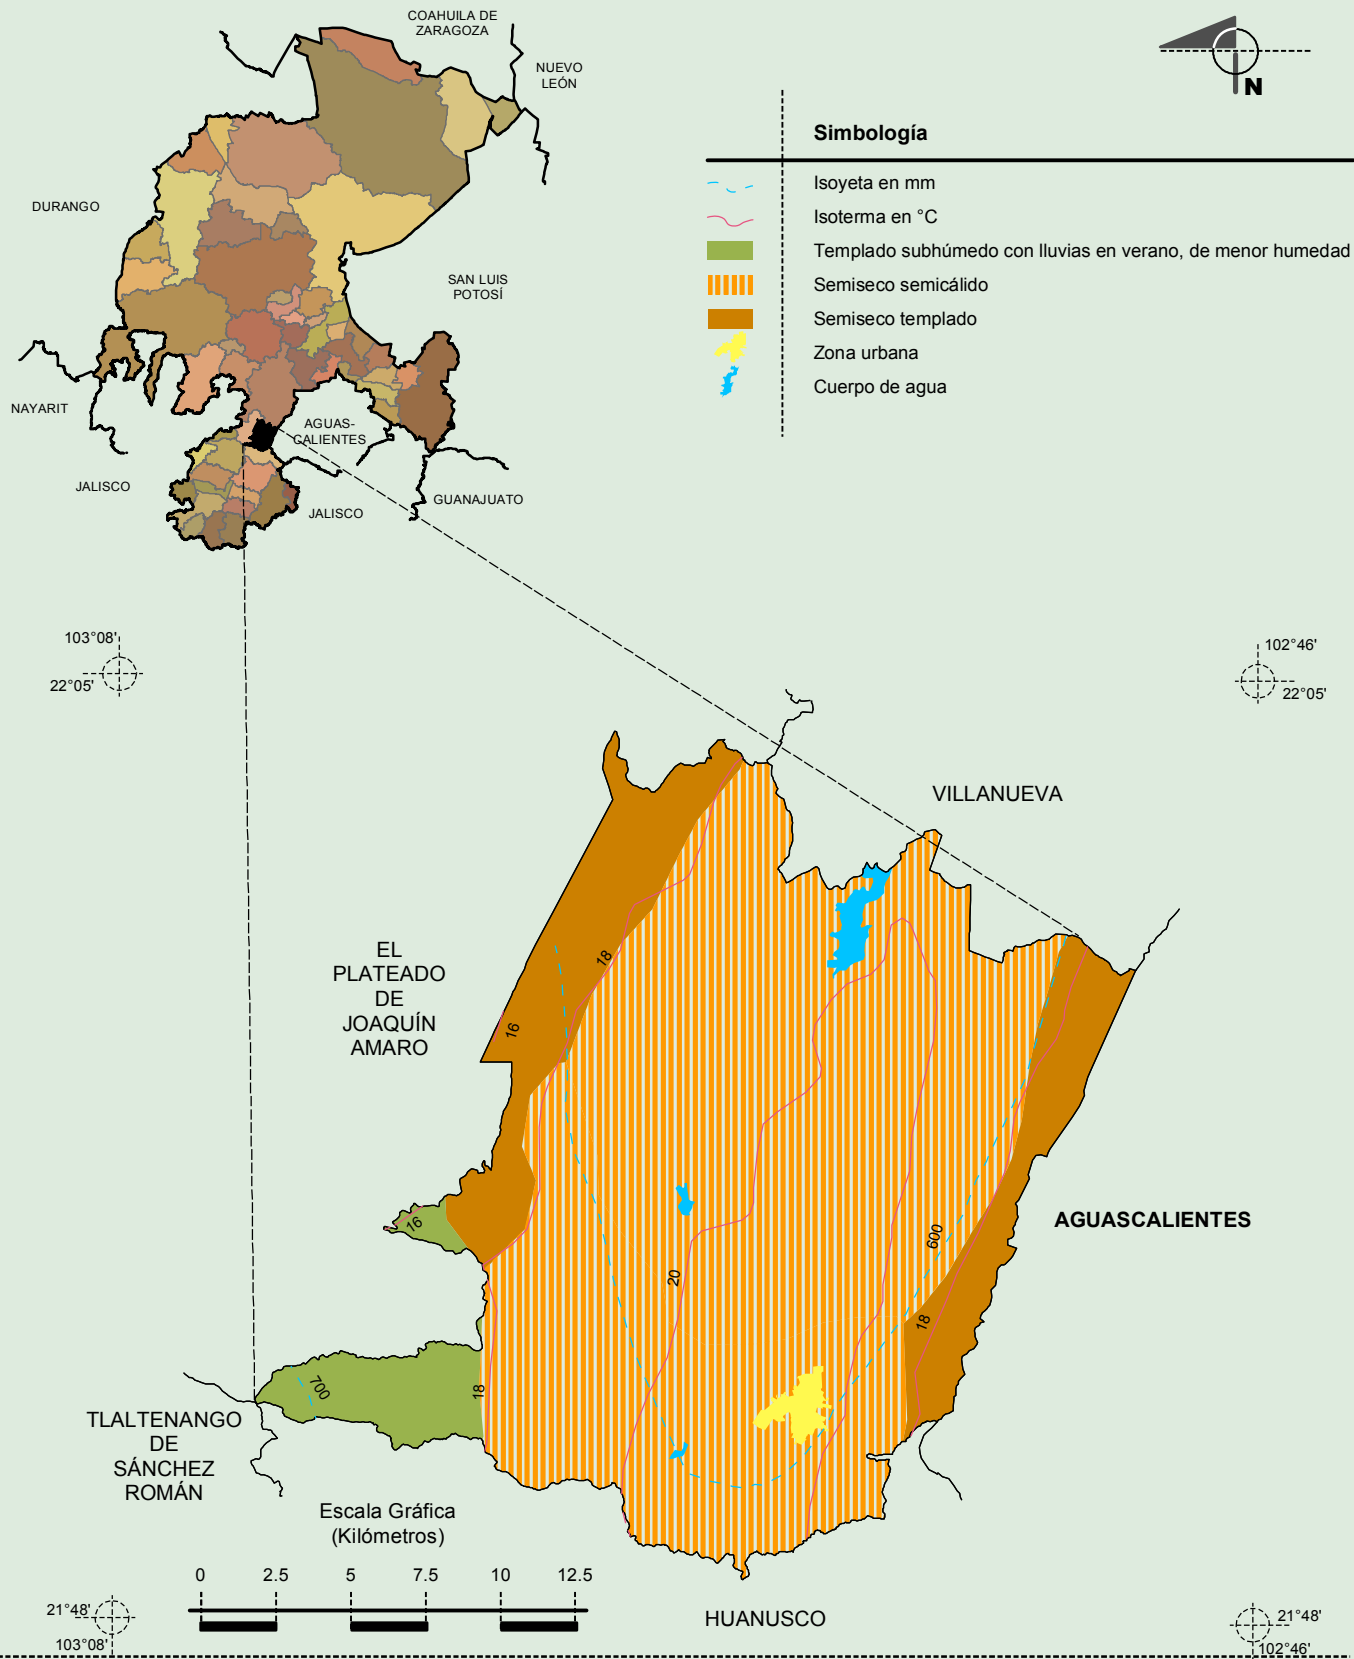 COAHUILA DE
ZARAGOZA
NUEVO
LEÓN
DURANGO
SAN LUIS
POTOSÍ
NAYARIT
AGUAS-
CALIENTES
JALISCO
JALISCO
GUANAJUATO
N
Simbología
Isoyeta en mm
Isoterma en °C
Templado subhúmedo con lluvias en verano, de menor humedad
Semiseco semicálido
Semiseco templado
Zona urbana
Cuerpo de agua
103°08'
22°05'
102°46'
22°05'
VILLANUEVA
EL
PLATEADO
DE
JOAQUÍN
AMARO
18
16
16
AGUASCALIENTES
600
20
18
18
700
TLALTENANGO
DE
SÁNCHEZ
ROMÁN
Escala Gráfica
(Kilómetros)
0 2.5 5 7.5 10 12.5
HUANUSCO
21°48'
103°08'
21°48'
102°46'